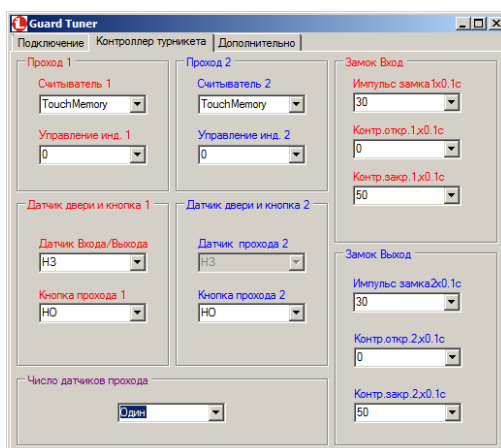 Guard Tuner
Подключение Контроллер турникета Дополнительно
Проход 1
Считыватель 1
TouchMemory
Управление инд. 1
0
Проход 2
Считыватель 2
TouchMemory
Управление инд. 2
0
Замок Вход
Импульс замка1х0.1с
30
Контр.откр.1,х0.1с
0
Контр.закр.1,х0.1с
50
Датчик двери и кнопка 1
Датчик Входа/Выхода
НЗ
Кнопка прохода 1
НО
Датчик двери и кнопка 2
Датчик прохода 2
НЗ
Кнопка прохода 2
НО
Замок Выход
Импульс замка2х0.1с
30
Контр.откр.2,х0.1с
0
Контр.закр.2,х0.1с
50
Число датчиков прохода
Один